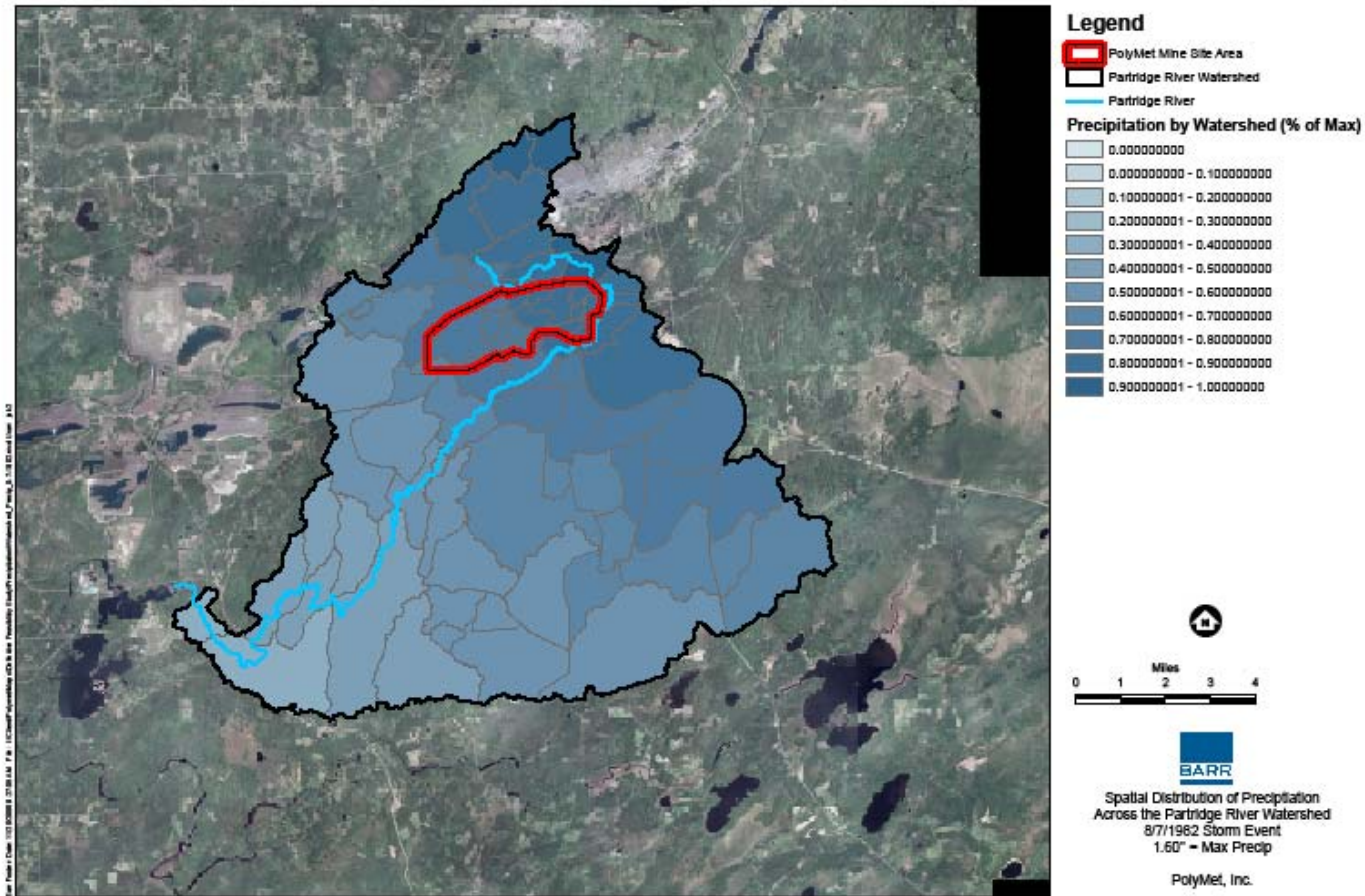 Legend
PolyMet Mine Site Area
Partridge River Watershed
Partridge River
Precipitation by Watershed (% of Max)
0.000000000
0.000000000 - 0.100000000
0.100000001 - 0.200000000
0.200000001 - 0.300000000
0.300000001 - 0.400000000
0.400000001 - 0.500000000
0.500000001 - 0.600000000
0.600000001 - 0.700000000
0.700000001 - 0.800000000
0.800000001 - 0.900000000
0.900000001 - 1.00000000
N
Miles
0 1 2 3 4
BARR
Spatial Distribution of Precipitation
Across the Partridge River Watershed
8/7/1962 Storm Event
1.60" = Max Precip
PolyMet, Inc.